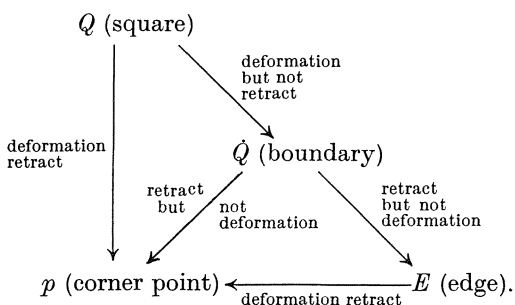 Q (square)
deformation
but not
retract
deformation
retract
Q̇ (boundary)
retract
but
not
deformation
retract
but not
deformation
p (corner point)
E (edge).
deformation retract